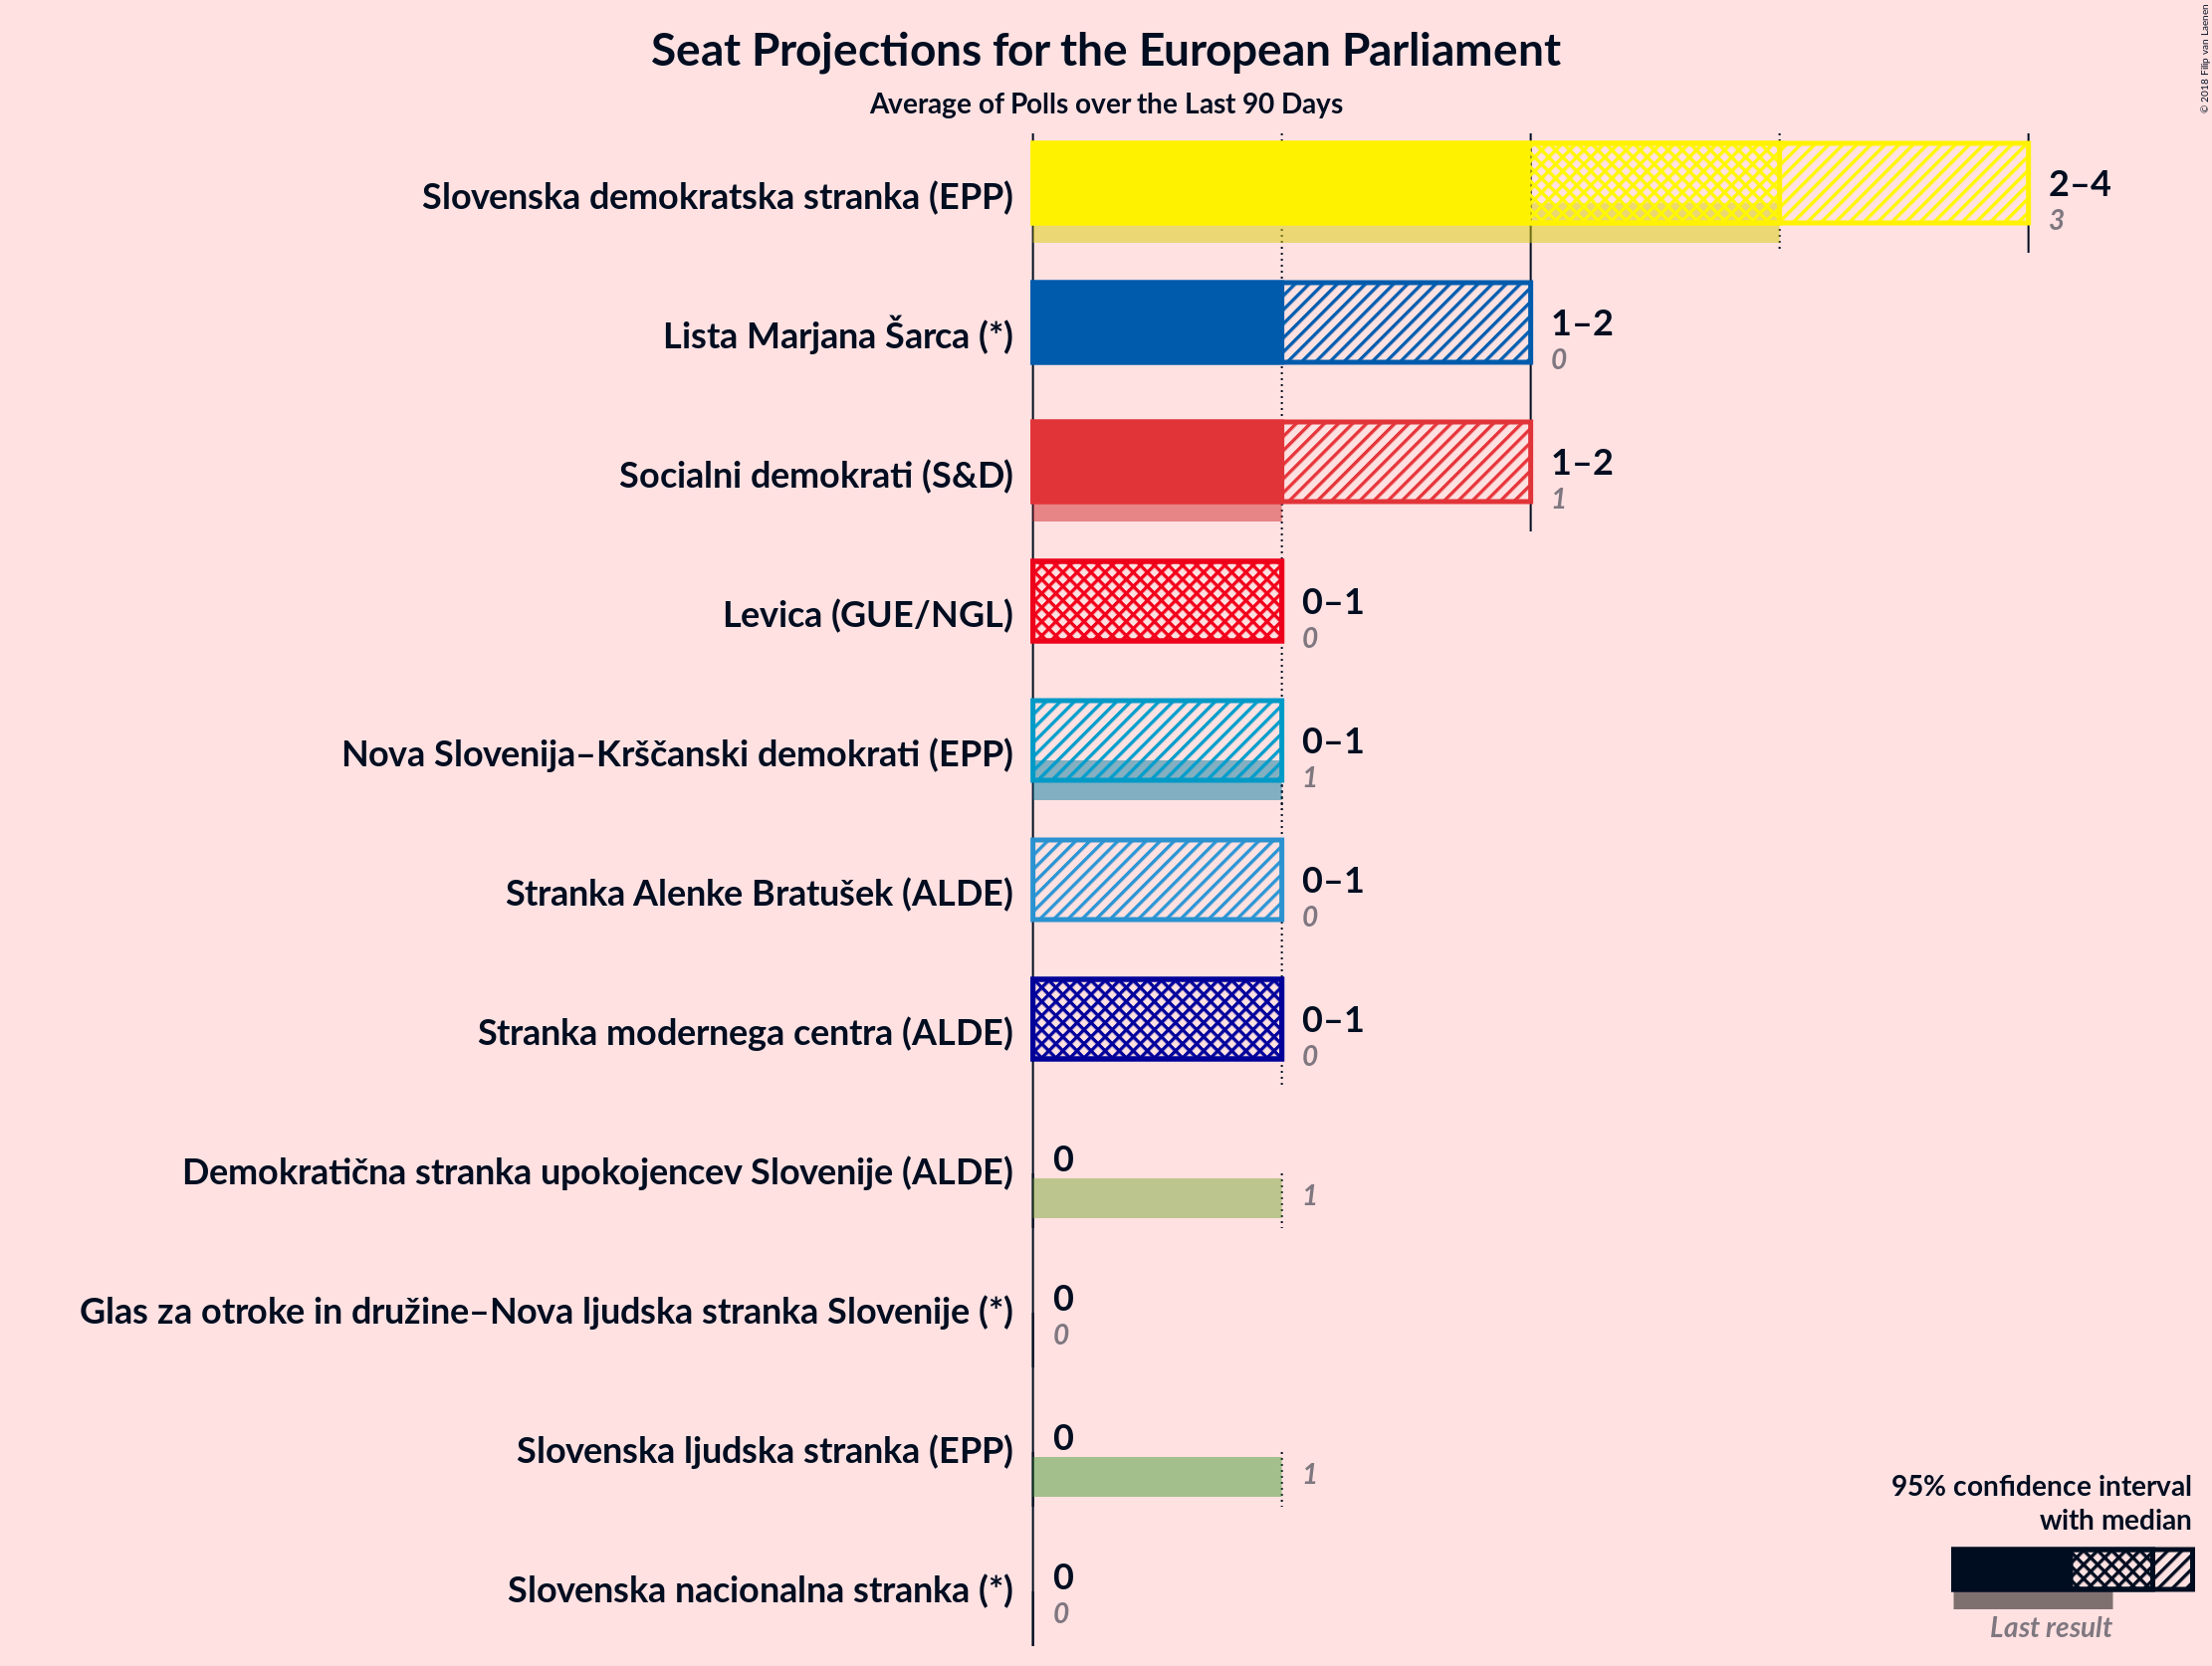 Seat Projections for the European Parliament
Average of Polls over the Last 90 Days
© 2018 Filip van Laenen
Slovenska demokratska stranka (EPP)
2–4
3
Lista Marjana Šarca (*)
1–2
0
Socialni demokrati (S&D)
1–2
1
Levica (GUE/NGL)
0–1
0
Nova Slovenija–Krščanski demokrati (EPP)
0–1
1
Stranka Alenke Bratušek (ALDE)
0–1
0
Stranka modernega centra (ALDE)
0–1
0
Demokratična stranka upokojencev Slovenije (ALDE)
0
1
Glas za otroke in družine–Nova ljudska stranka Slovenije (*)
0
0
Slovenska ljudska stranka (EPP)
0
1
Slovenska nacionalna stranka (*)
0
0
95% confidence interval
with median
Last result